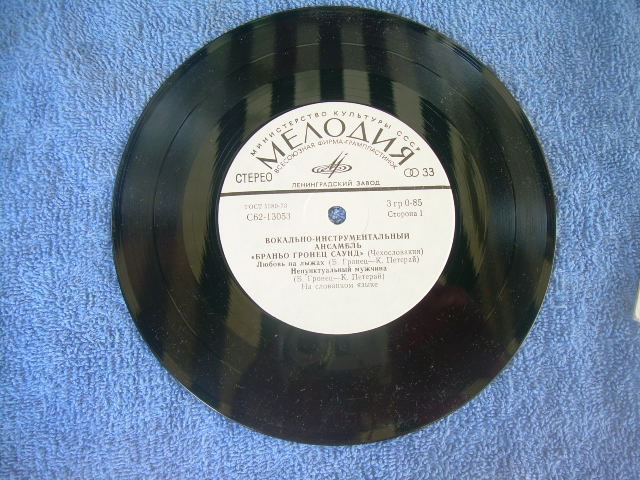 МИНИСТЕРСТВО КУЛЬТУРЫ СССР
МЕЛОДИЯ
ВСЕСОЮЗНАЯ ФИРМА ГРАМПЛАСТИНОК
СТЕРЕО 33
ЛЕНИНГРАДСКИЙ ЗАВОД
ГОСТ 5289-73 3 гр 0-85
С62-13053 Сторона 1
ВОКАЛЬНО-ИНСТРУМЕНТАЛЬНЫЙ
АНСАМБЛЬ
«БРАНЬО ГРОНЕЦ САУНД» (Чехословакия)
Любовь на лыжах (Б. Гронец—К. Петерай)
Непунктуальный мужчина
(Б. Гронец—К. Петерай)
На словацком языке